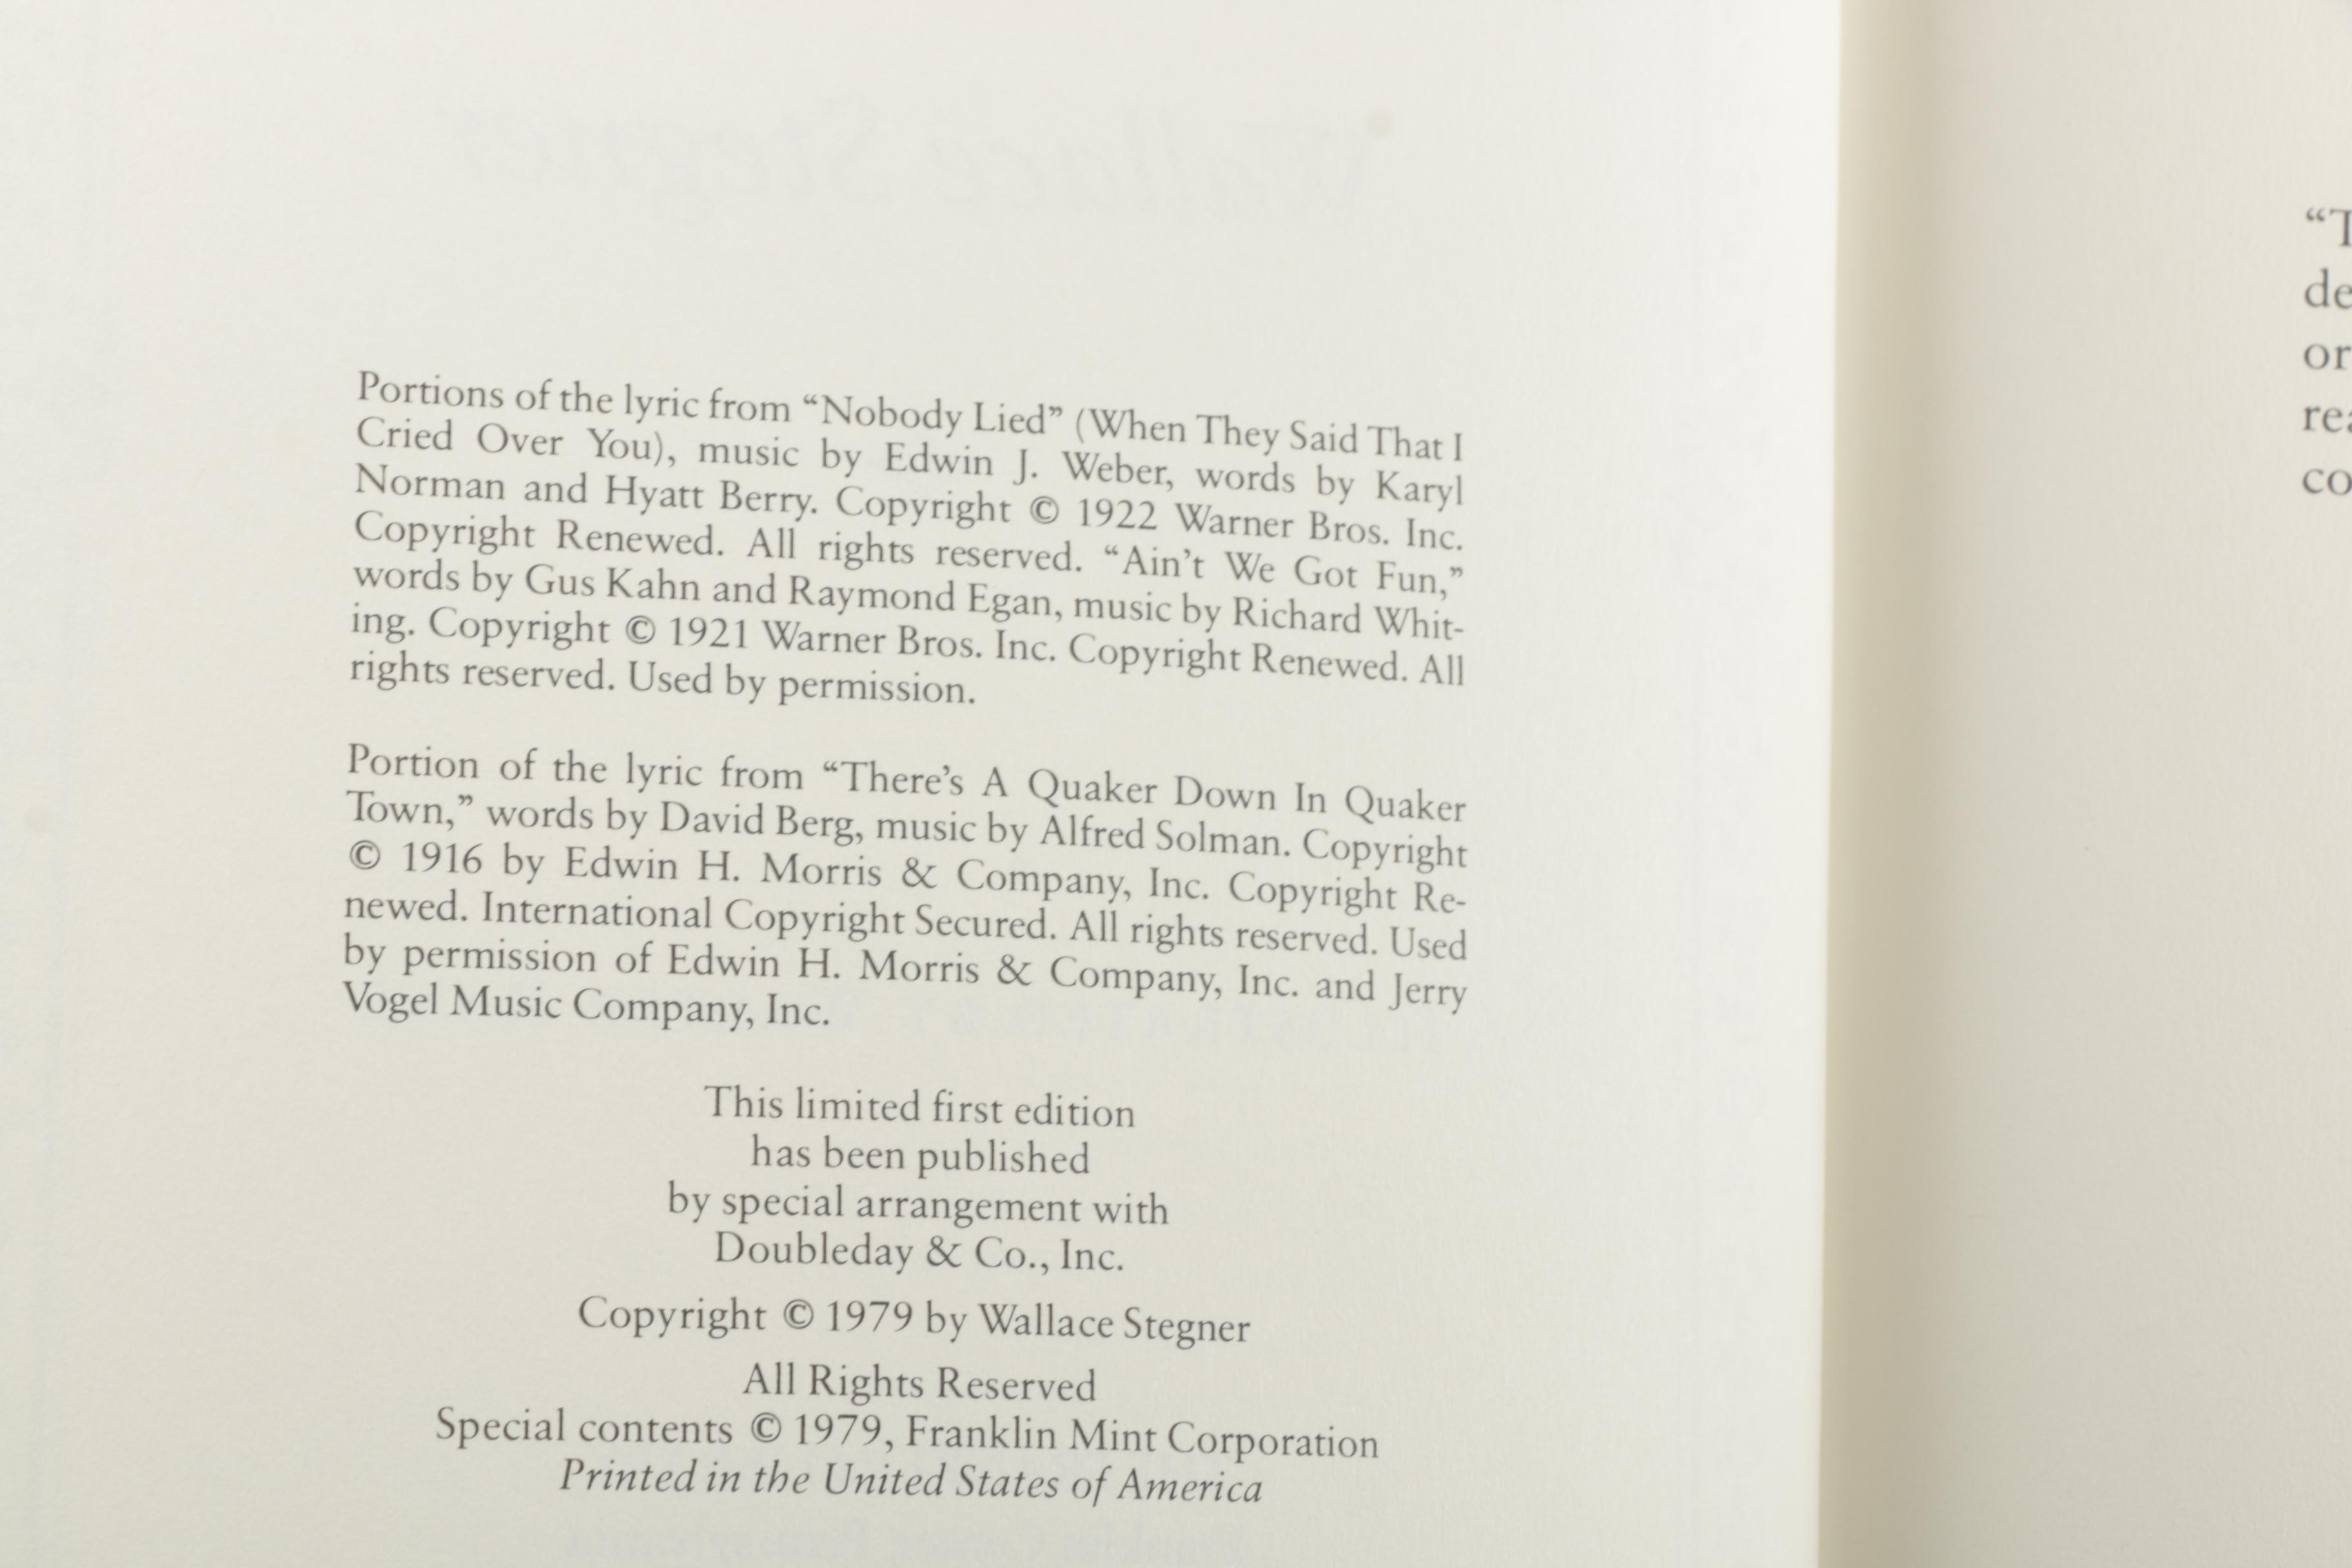 Portions of the lyric from “Nobody Lied” (When They Said That I
Cried Over You), music by Edwin J. Weber, words by Karyl
Norman and Hyatt Berry. Copyright © 1922 Warner Bros. Inc.
Copyright Renewed. All rights reserved. “Ain’t We Got Fun,”
words by Gus Kahn and Raymond Egan, music by Richard Whit-
ing. Copyright © 1921 Warner Bros. Inc. Copyright Renewed. All
rights reserved. Used by permission.
Portion of the lyric from “There’s A Quaker Down In Quaker
Town,” words by David Berg, music by Alfred Solman. Copyright
© 1916 by Edwin H. Morris & Company, Inc. Copyright Re-
newed. International Copyright Secured. All rights reserved. Used
by permission of Edwin H. Morris & Company, Inc. and Jerry
Vogel Music Company, Inc.
This limited first edition
has been published
by special arrangement with
Doubleday & Co., Inc.
Copyright © 1979 by Wallace Stegner
All Rights Reserved
Special contents © 1979, Franklin Mint Corporation
Printed in the United States of America